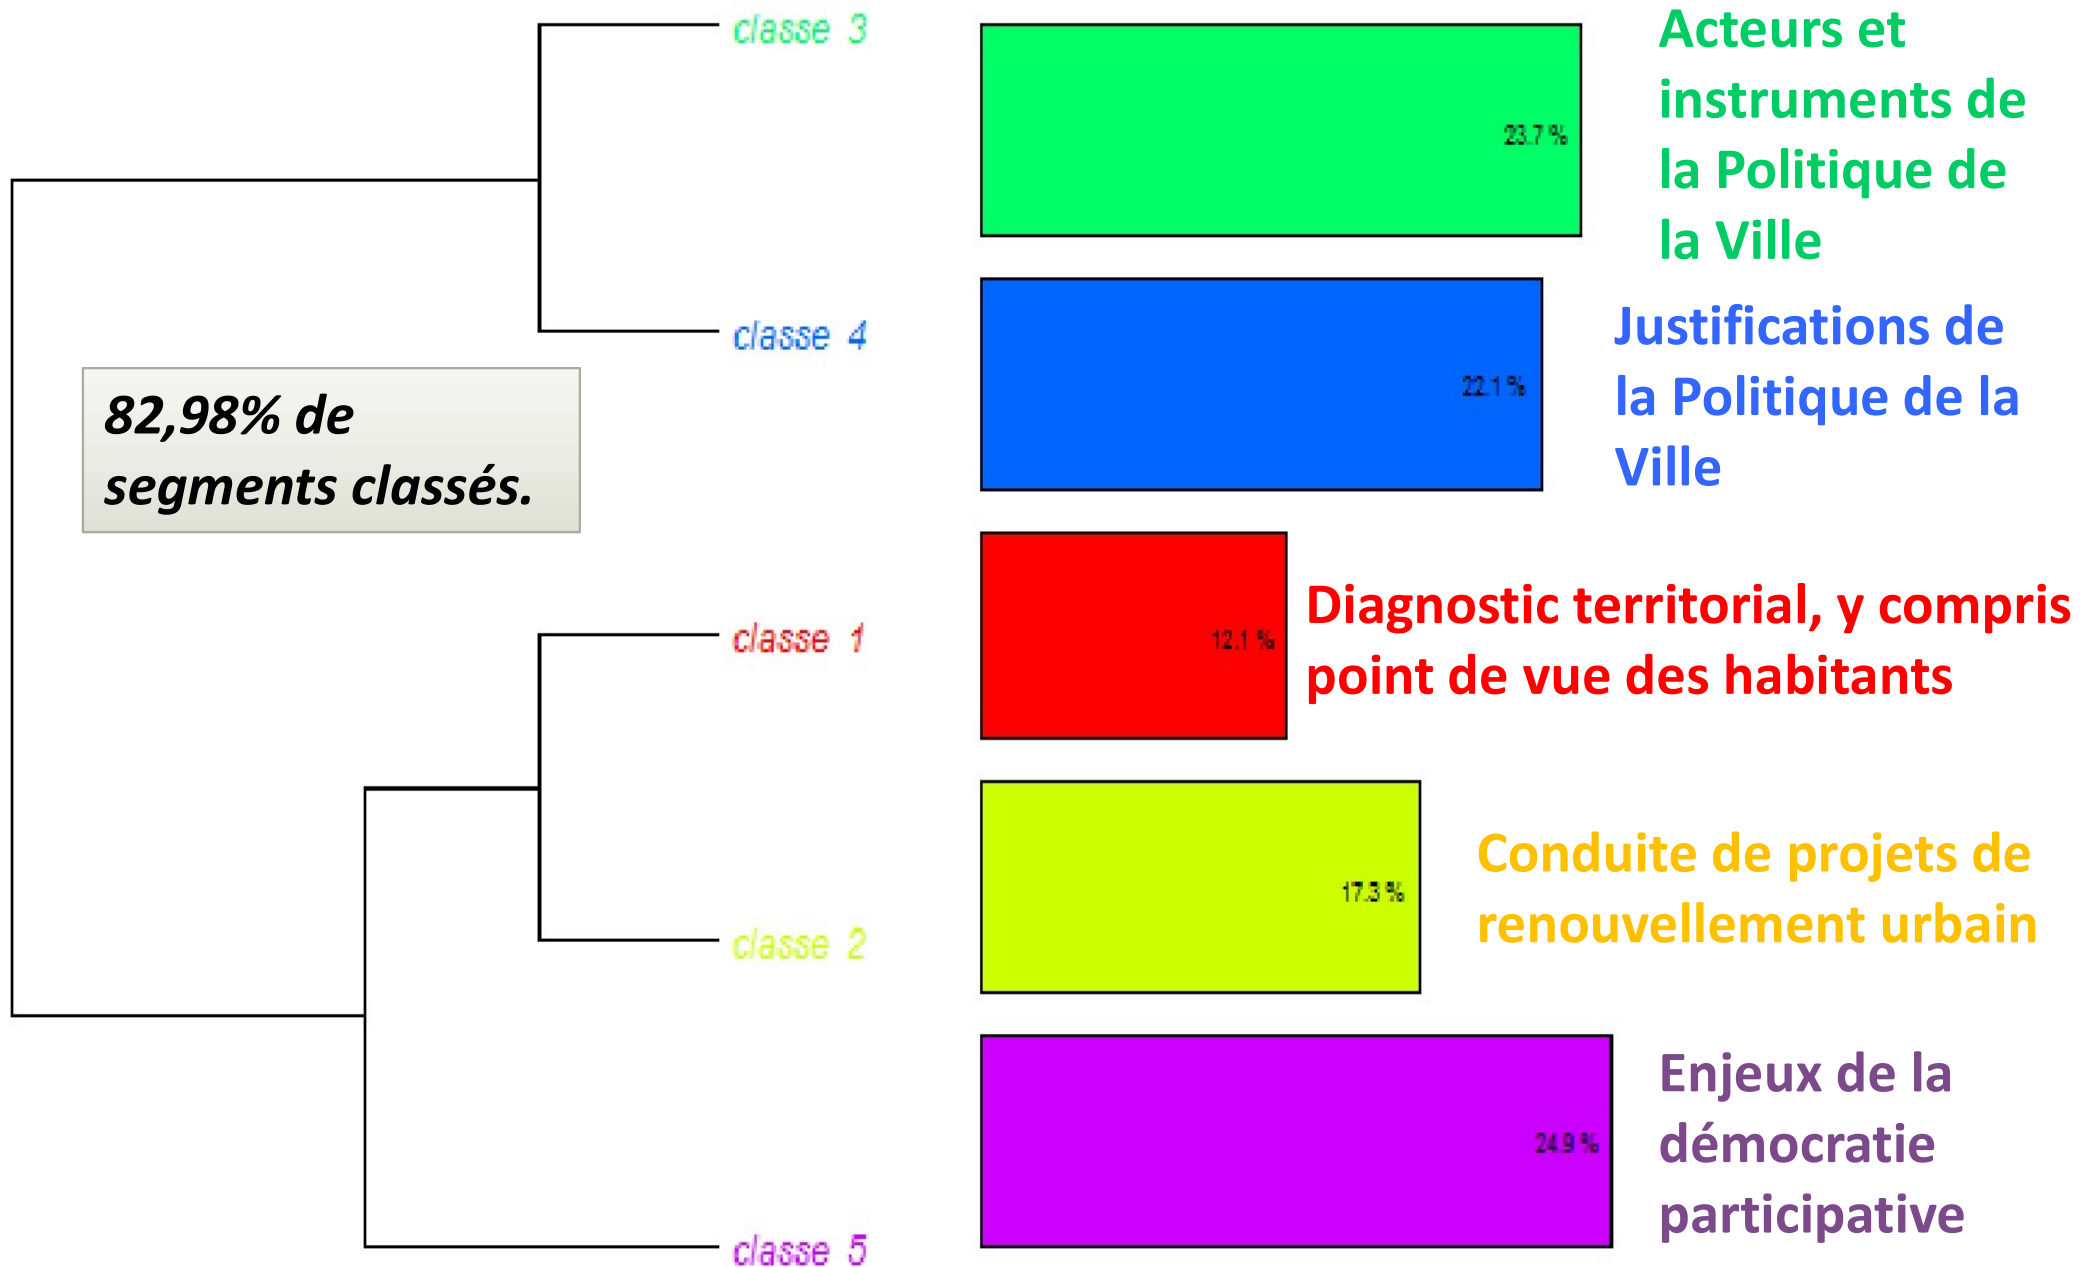 classe 3
23.7 %
Acteurs et
instruments de
la Politique de
la Ville
classe 4
22.1 %
Justifications de
la Politique de la
Ville
82,98% de
segments classés.
classe 1
12.1 %
Diagnostic territorial, y compris
point de vue des habitants
classe 2
17.3 %
Conduite de projets de
renouvellement urbain
classe 5
24.9 %
Enjeux de la
démocratie
participative